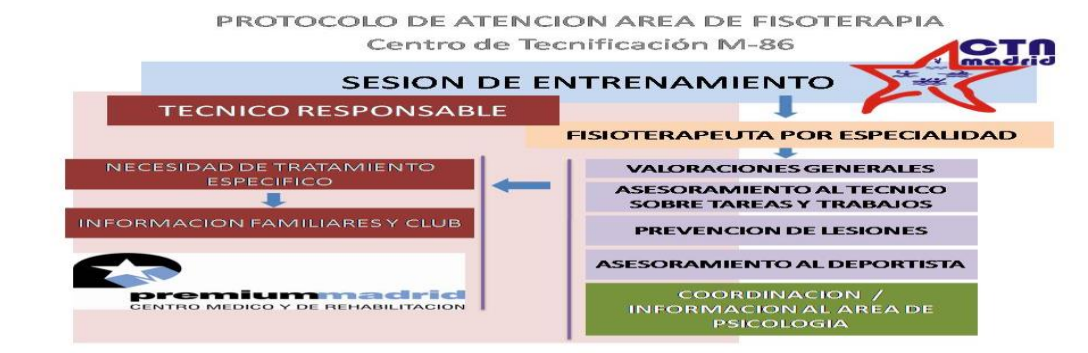 PROTOCOLO DE ATENCION AREA DE FISOTERAPIA
Centro de Tecnificación M-86
CTN
madrid
SESION DE ENTRENAMIENTO
TECNICO RESPONSABLE
FISIOTERAPEUTA POR ESPECIALIDAD
NECESIDAD DE TRATAMIENTO
ESPECIFICO
INFORMACION FAMILIARES Y CLUB
premiummadrid
CENTRO MEDICO Y DE REHABILITACION
VALORACIONES GENERALES
ASESORAMIENTO AL TECNICO
SOBRE TAREAS Y TRABAJOS
PREVENCION DE LESIONES
ASESORAMIENTO AL DEPORTISTA
COORDINACION /
INFORMACION AL AREA DE
PSICOLOGIA